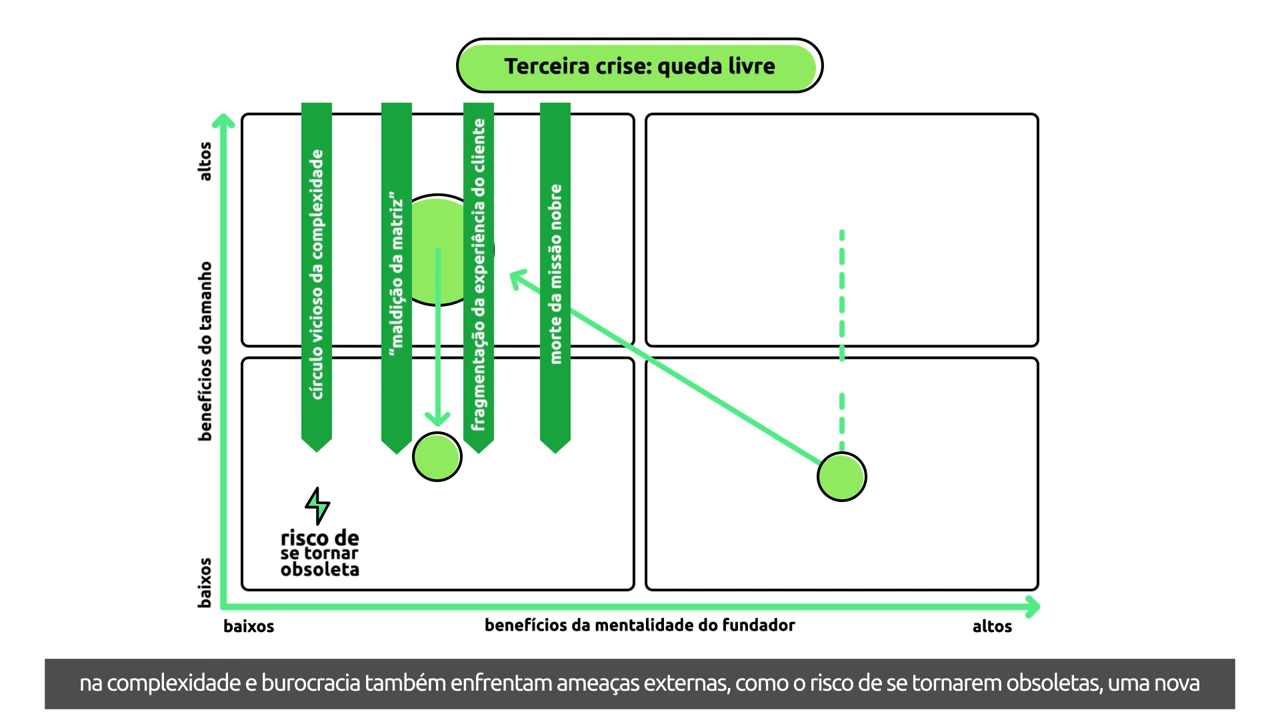 Terceira crise: queda livre
altos
benefícios do tamanho
baixos
círculo vicioso da complexidade
“maldição da matriz”
fragmentação da experiência do cliente
morte da missão nobre
risco de
se tornar
obsoleta
baixos
benefícios da mentalidade do fundador
altos
na complexidade e burocracia também enfrentam ameaças externas, como o risco de se tornarem obsoletas, uma nova